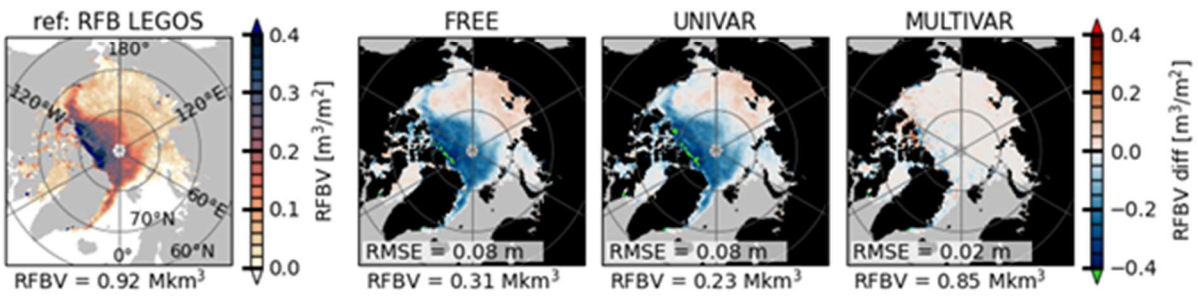 ref: RFB LEGOS
180°
120°W
120°E
60°E
70°N
0°
60°N
RFBV = 0.92 Mkm³
0.4
0.3
0.2
0.1
0.0
RFBV [m³/m²]
FREE
RMSE = 0.08 m
RFBV = 0.31 Mkm³
UNIVAR
RMSE = 0.08 m
RFBV = 0.23 Mkm³
MULTIVAR
RMSE = 0.02 m
RFBV = 0.85 Mkm³
0.4
0.2
0.0
−0.2
−0.4
RFBV diff [m³/m²]